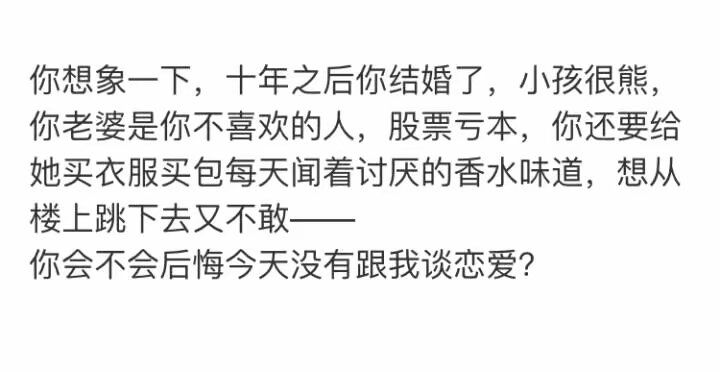 你想象一下，十年之后你结婚了，小孩很熊，
你老婆是你不喜欢的人，股票亏本，你还要给
她买衣服买包每天闻着讨厌的香水味道，想从
楼上跳下去又不敢——
你会不会后悔今天没有跟我谈恋爱？